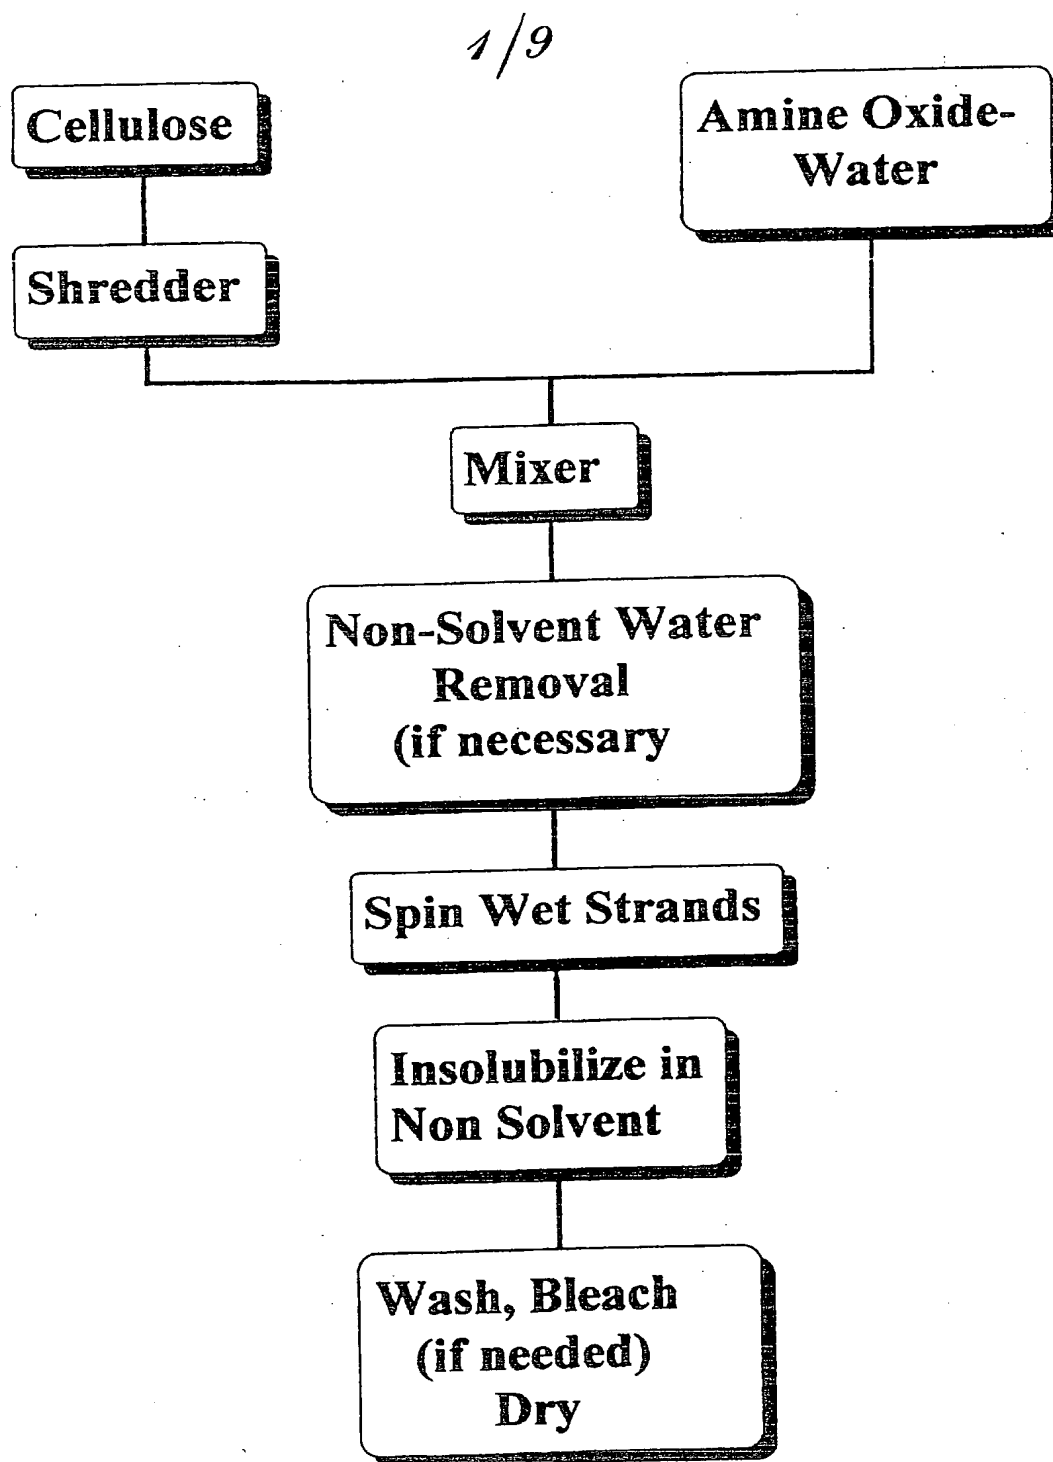 1/9
Cellulose
Amine Oxide-
Water
Shredder
Mixer
Non-Solvent Water
Removal
(if necessary
Spin Wet Strands
Insolubilize in
Non Solvent
Wash, Bleach
(if needed)
Dry